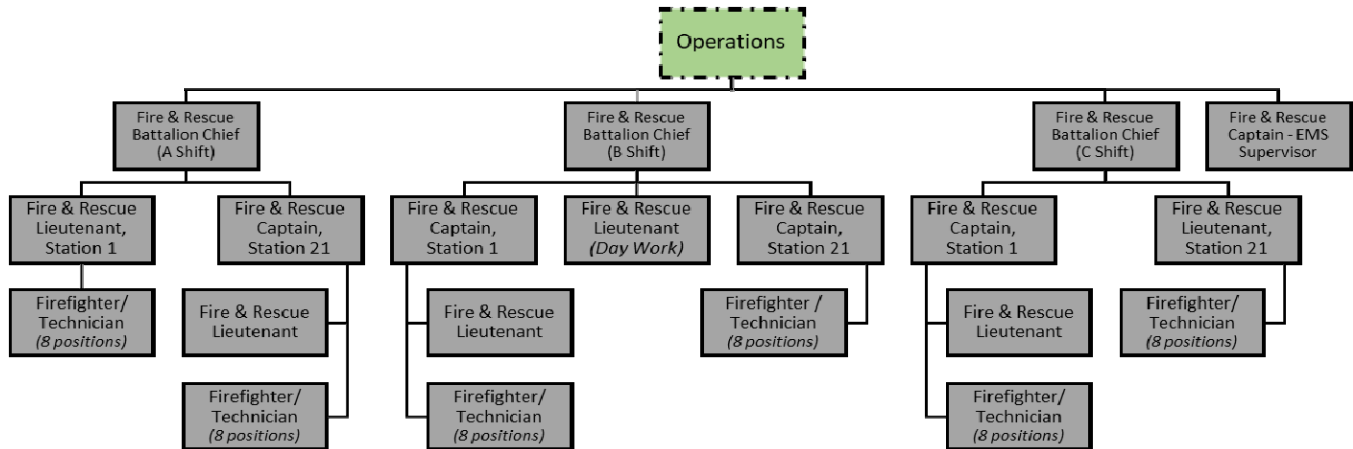 Operations
Fire & Rescue
Battalion Chief
(A Shift)
Fire & Rescue
Battalion Chief
(B Shift)
Fire & Rescue
Battalion Chief
(C Shift)
Fire & Rescue
Captain - EMS
Supervisor
Fire & Rescue
Lieutenant,
Station 1
Fire & Rescue
Captain,
Station 21
Fire & Rescue
Captain,
Station 1
Fire & Rescue
Lieutenant
(Day Work)
Fire & Rescue
Captain,
Station 21
Fire & Rescue
Captain,
Station 1
Fire & Rescue
Lieutenant,
Station 21
Firefighter/
Technician
(8 positions)
Fire & Rescue
Lieutenant
Fire & Rescue
Lieutenant
Firefighter /
Technician
(8 positions)
Fire & Rescue
Lieutenant
Firefighter/
Technician
(8 positions)
Firefighter/
Technician
(8 positions)
Firefighter/
Technician
(8 positions)
Firefighter/
Technician
(8 positions)